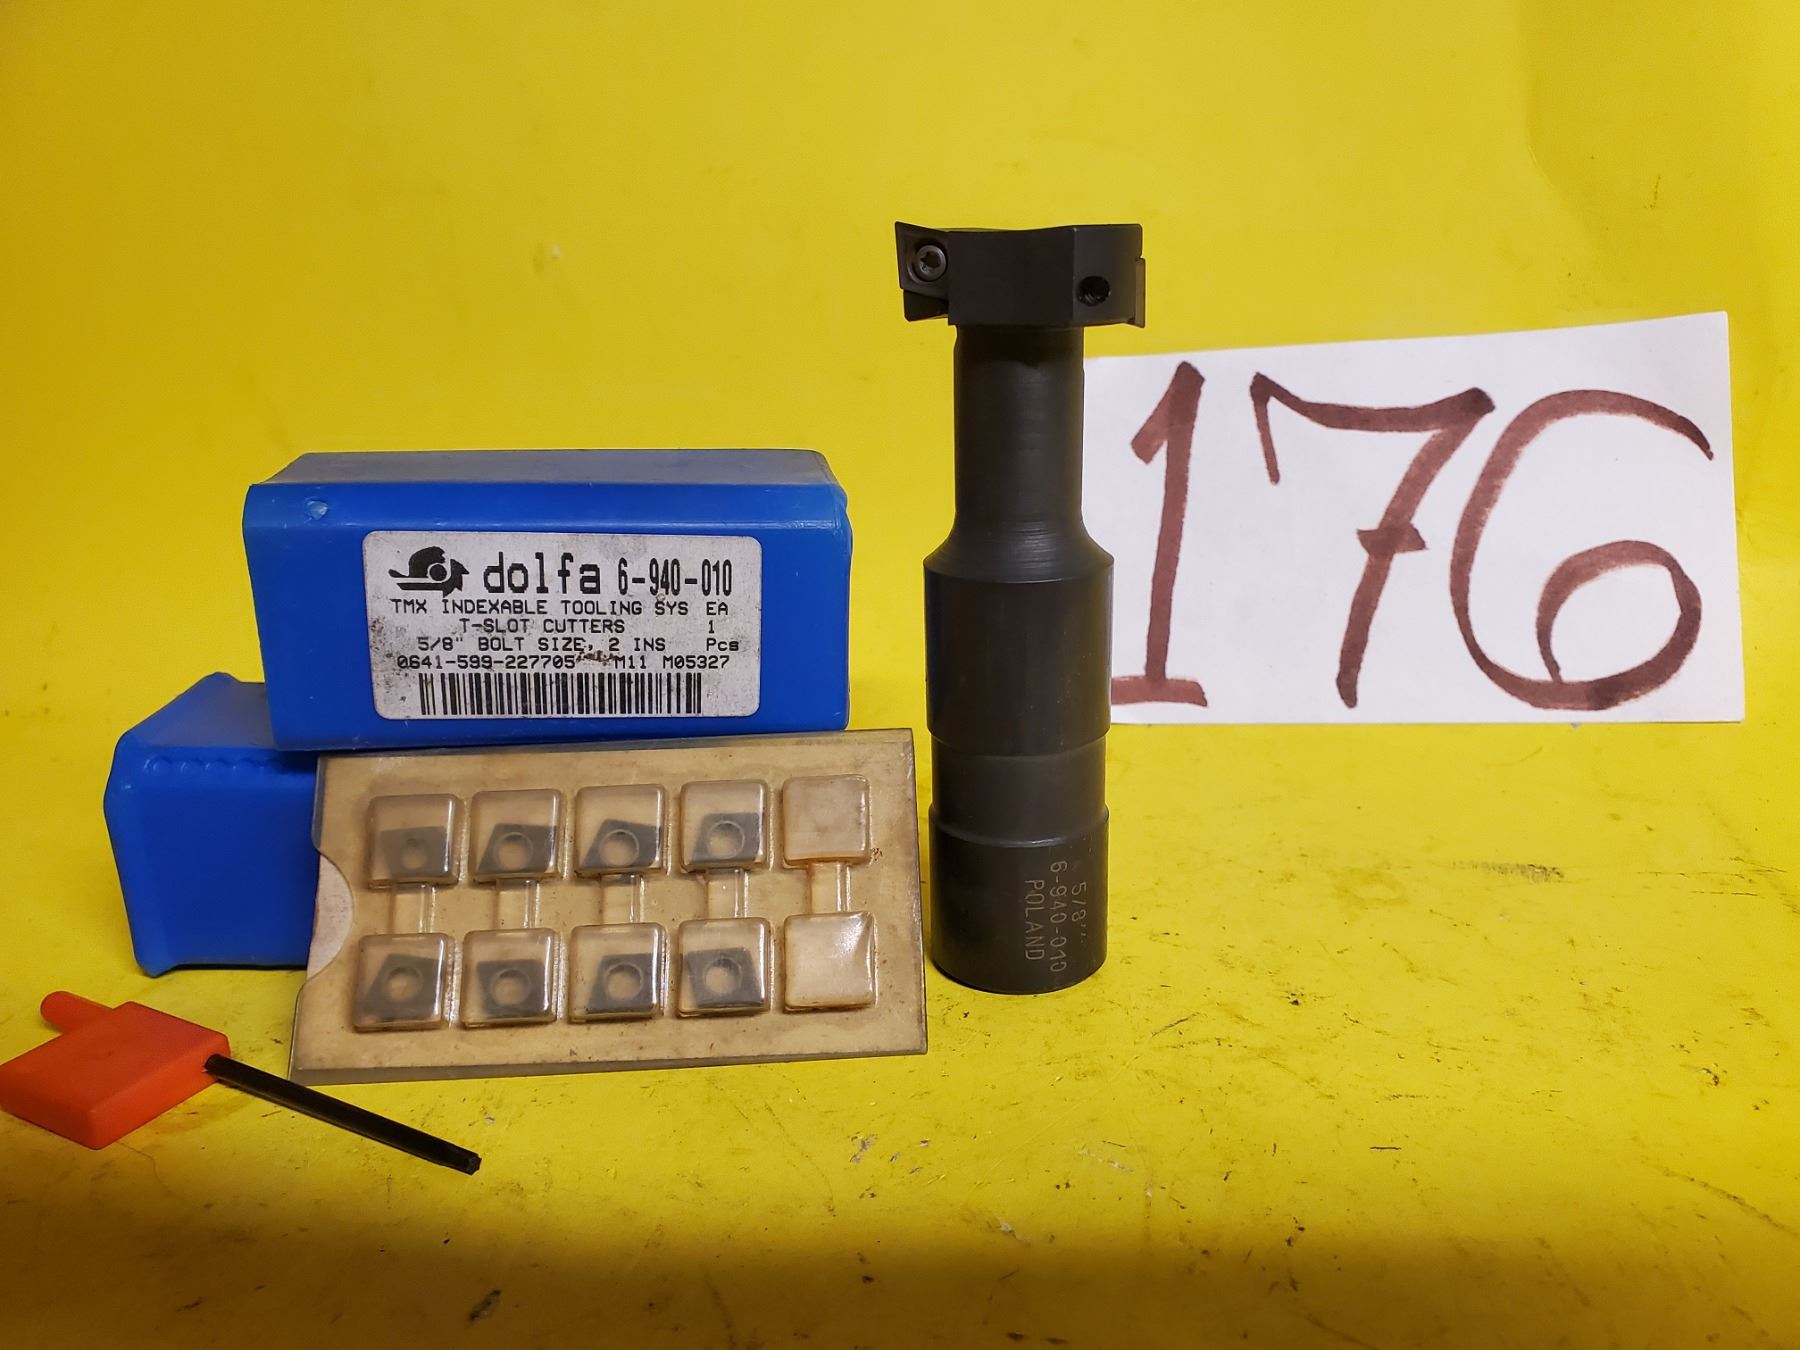 dolfa 6-940-010
TMX INDEXABLE TOOLING SYS EA
T-SLOT CUTTERS 1
5/8" BOLT SIZE, 2 INS Pcs
0641-599-227705 M11 M05327
5/8"
6-940-010
POLAND
176